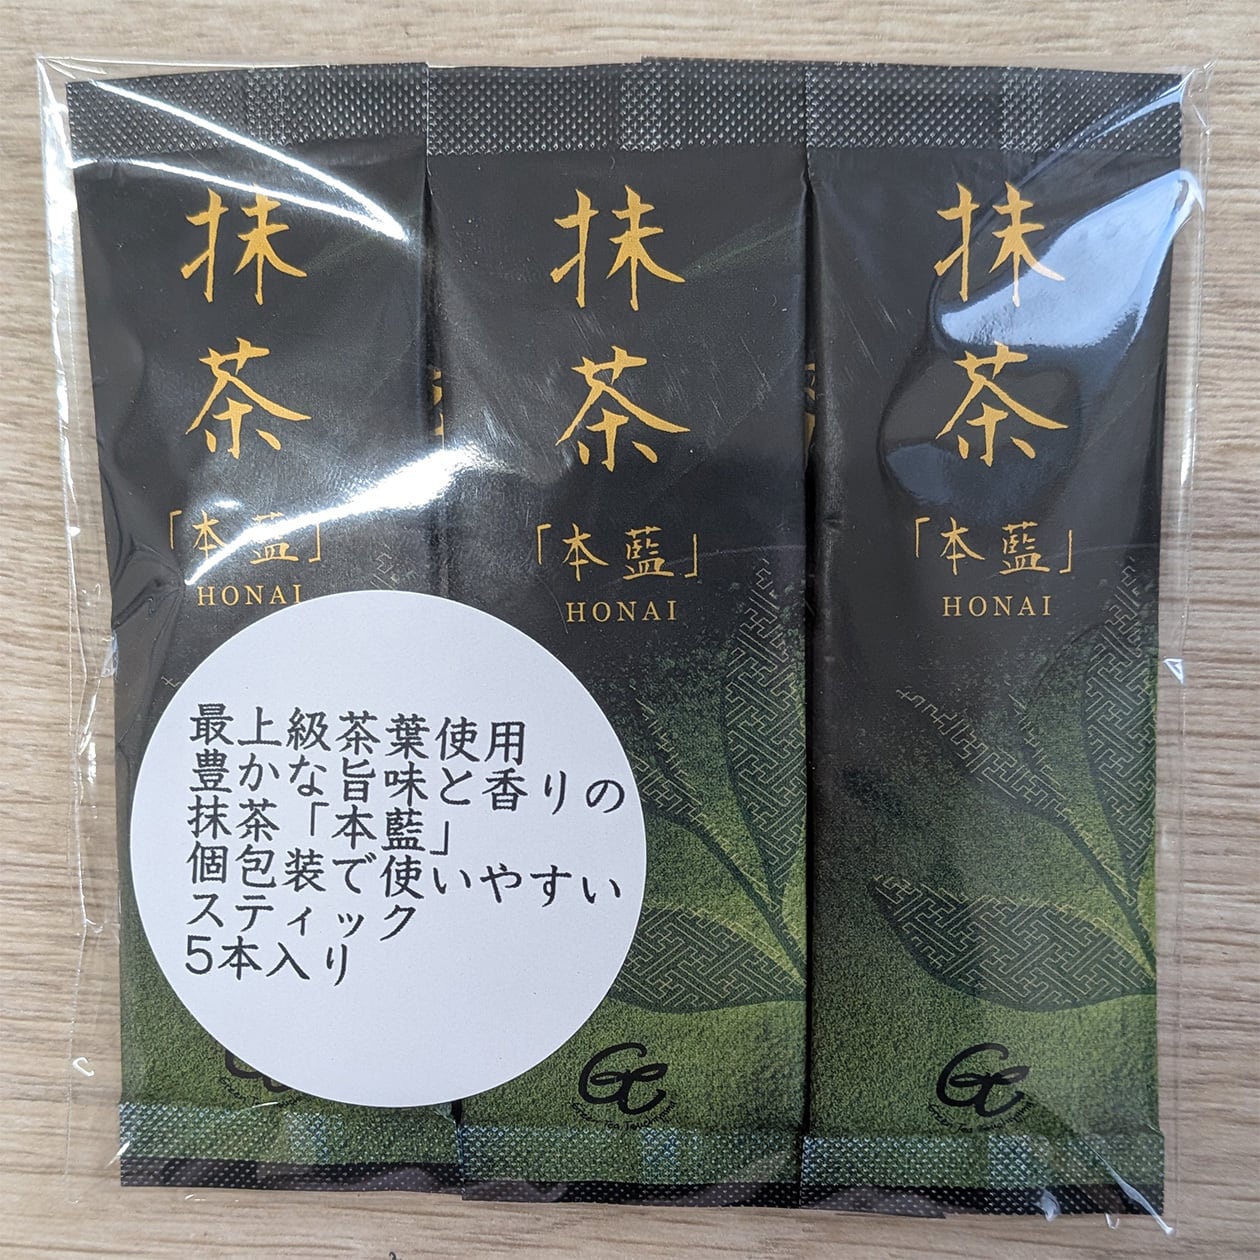 抹茶
「本藍」
HONAI
抹茶
「本藍」
HONAI
抹茶
「本藍」
HONAI
最上級茶葉使用
豊かな旨味と香りの
抹茶「本藍」
個包装で使いやすい
スティック
5本入り